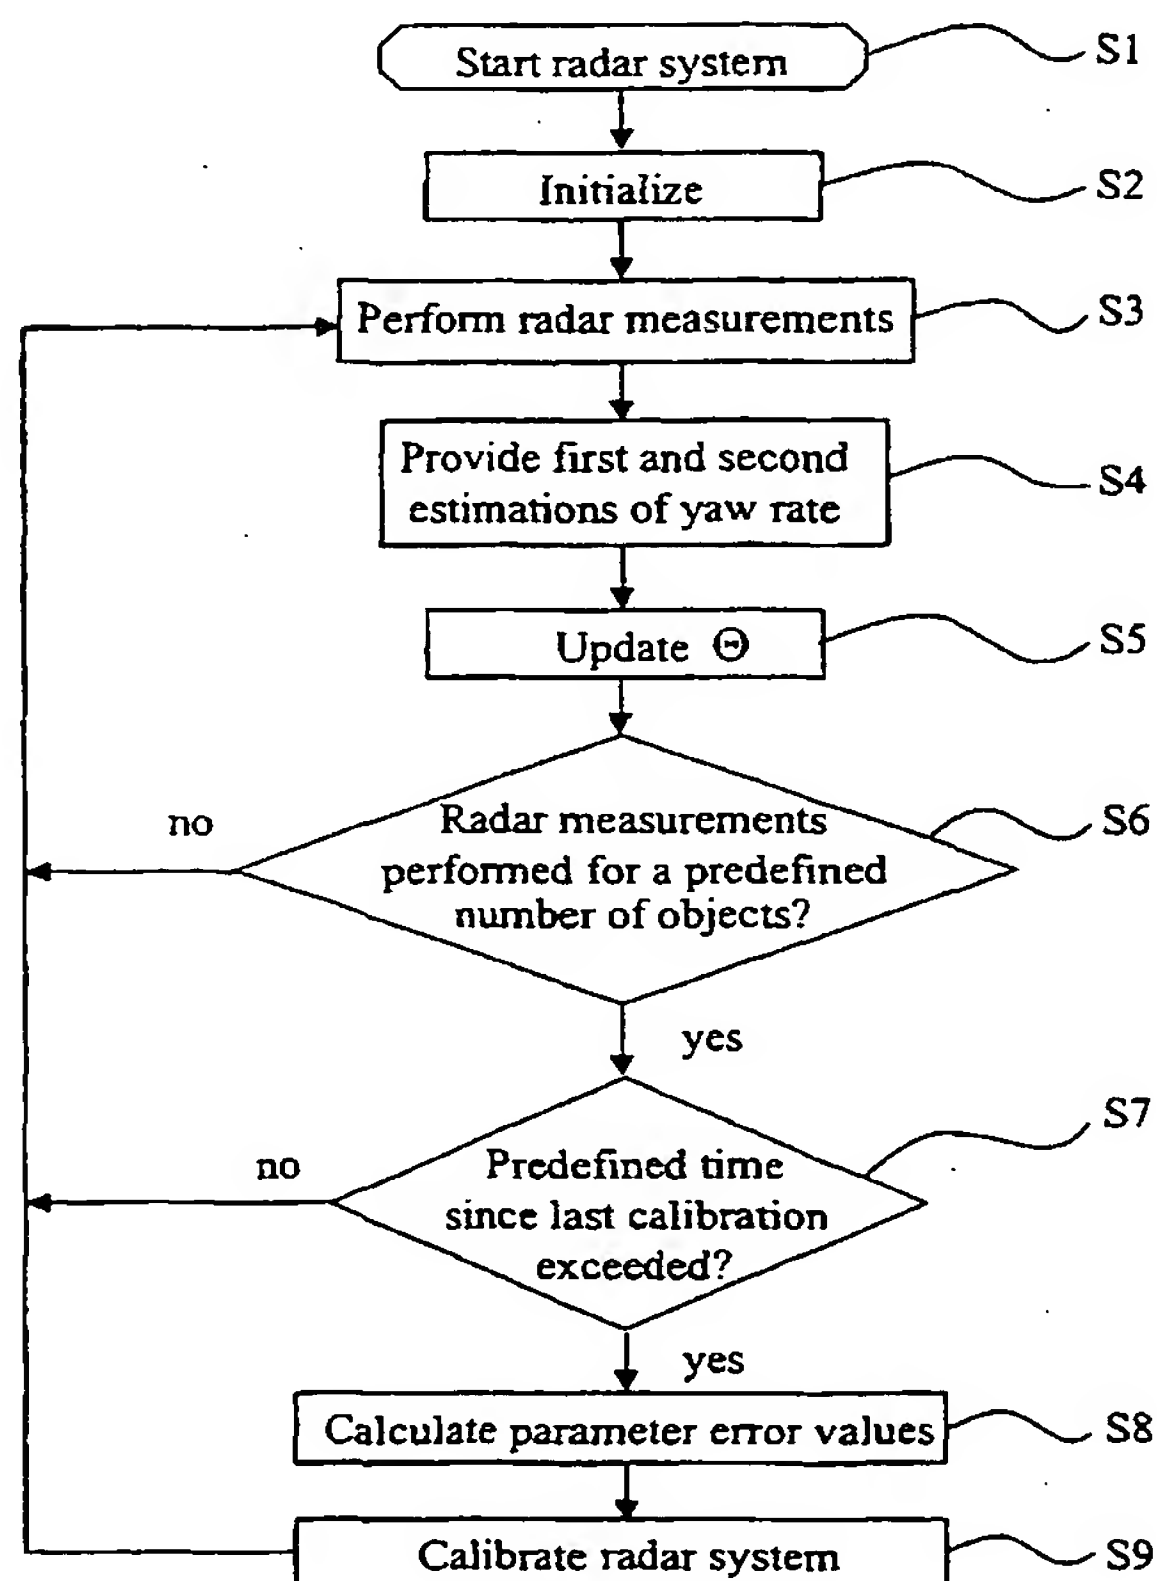 Start radar system
S1
Initialize
S2
Perform radar measurements
S3
Provide first and second
estimations of yaw rate
S4
Update Θ
S5
no
Radar measurements
performed for a predefined
number of objects?
S6
yes
no
Predefined time
since last calibration
exceeded?
S7
yes
Calculate parameter error values
S8
Calibrate radar system
S9